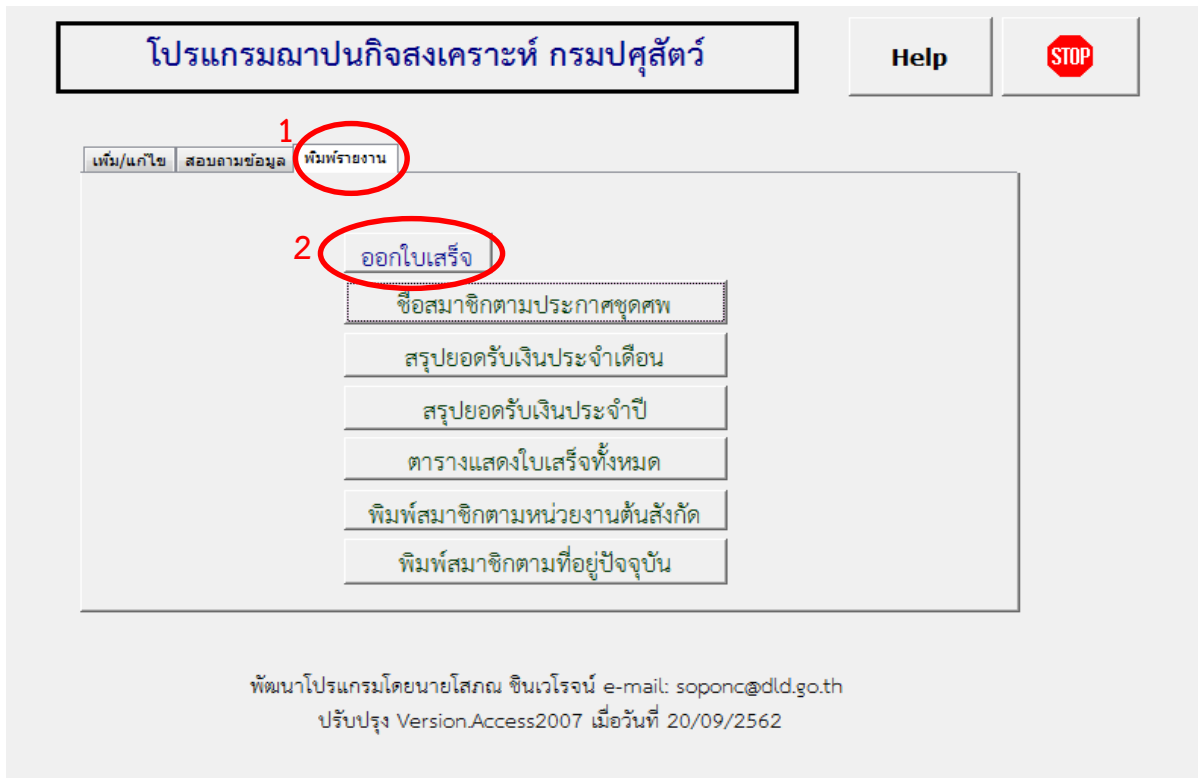 โปรแกรมฌาปนกิจสงเคราะห์ กรมปศุสัตว์
Help
STOP
1
เพิ่ม/แก้ไข สอบถามข้อมูล พิมพ์รายงาน
2
ออกใบเสร็จ
ชื่อสมาชิกตามประกาศชุดศพ
สรุปยอดรับเงินประจำเดือน
สรุปยอดรับเงินประจำปี
ตารางแสดงใบเสร็จทั้งหมด
พิมพ์สมาชิกตามหน่วยงานต้นสังกัด
พิมพ์สมาชิกตามที่อยู่ปัจจุบัน
พัฒนาโปรแกรมโดยนายโสภณ ชินเวโรจน์ e-mail: soponc@dld.go.th
ปรับปรุง Version.Access2007 เมื่อวันที่ 20/09/2562